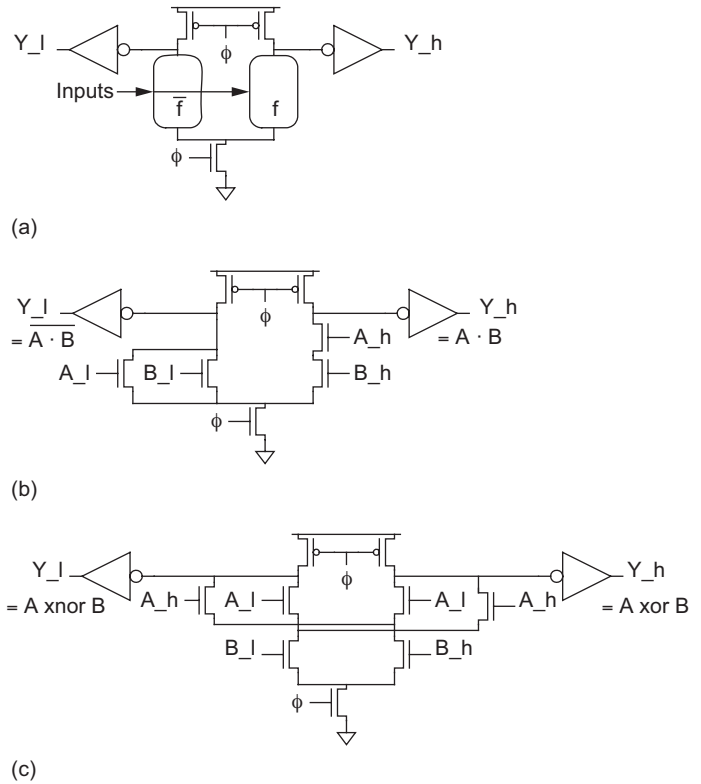 Y_l
Y_h
ϕ
Inputs
f̅
f
ϕ
(a)
Y_l
Y_h
ϕ
= A̅ ̅·̅ ̅B̅
= A · B
A_h
A_l
B_l
B_h
ϕ
(b)
Y_l
Y_h
ϕ
= A xnor B
A_h
A_l
A_l
A_h
= A xor B
B_l
B_h
ϕ
(c)